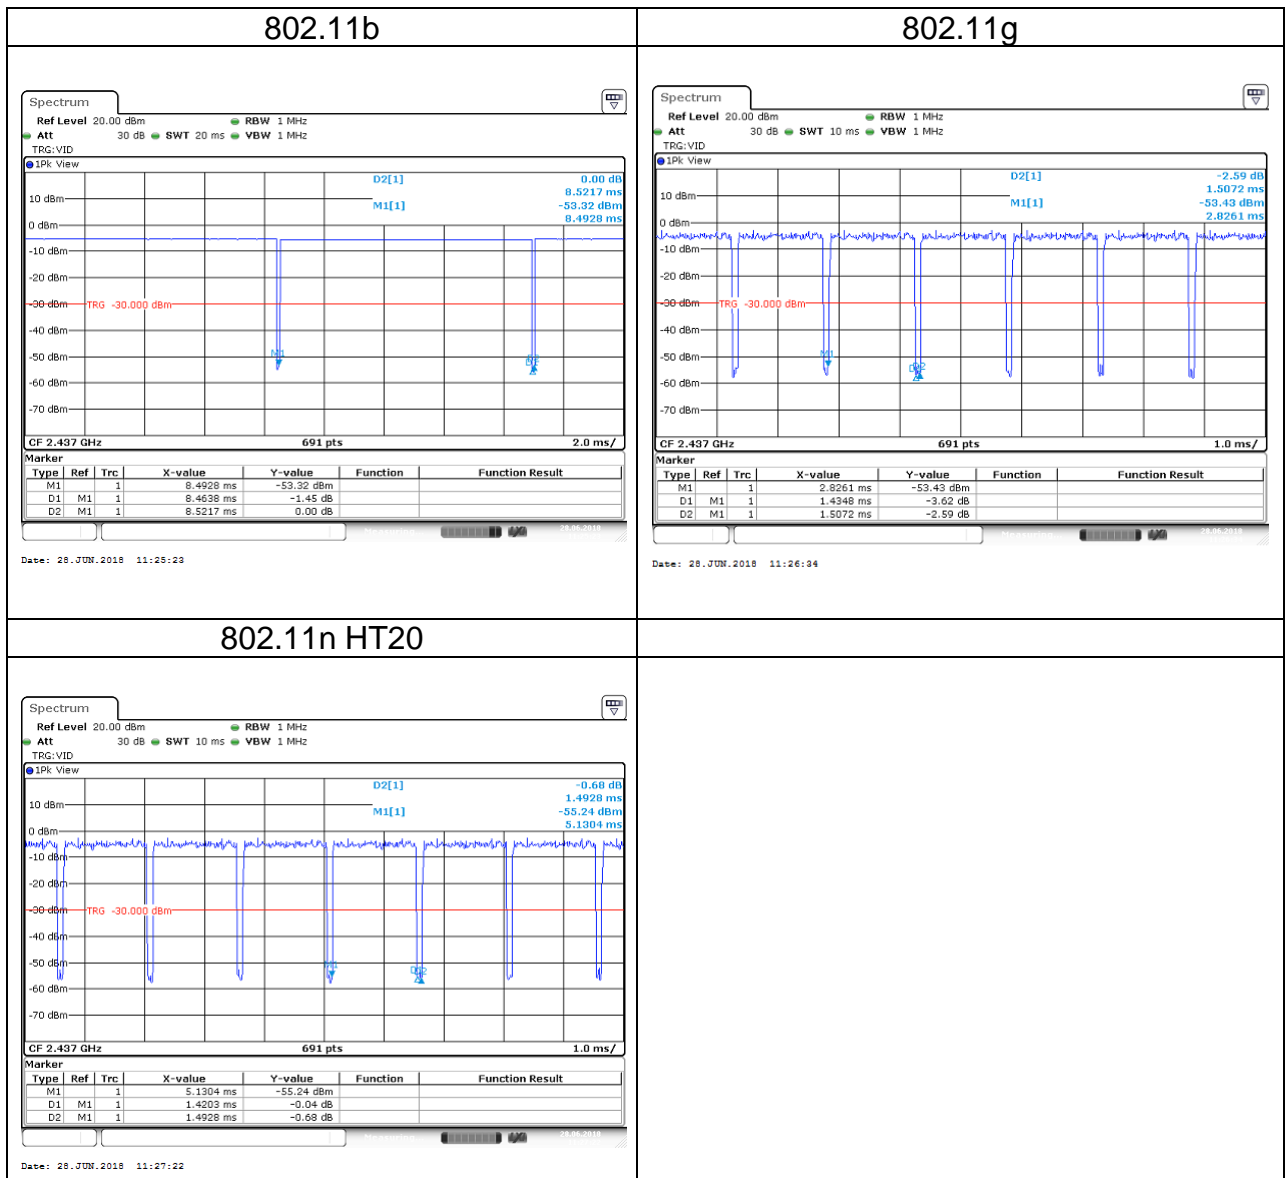 802.11b
802.11g
Spectrum
Ref Level 20.00 dBm RBW 1 MHz
Att 30 dB SWT 20 ms VBW 1 MHz
TRG:VID
1Pk View
D2[1] 0.00 dB
8.5217 ms
M1[1] -53.32 dBm
8.4928 ms
10 dBm
0 dBm
-10 dBm
-20 dBm
-30 dBm
TRG -30.000 dBm
-40 dBm
-50 dBm
M1
-60 dBm
-70 dBm
CF 2.437 GHz 691 pts 2.0 ms/
Marker
Type Ref Trc X-value Y-value Function Function Result
M1 1 8.4928 ms -53.32 dBm
D1 M1 1 8.4638 ms -1.45 dB
D2 M1 1 8.5217 ms 0.00 dB
Measuring... 28.06.2018
Date: 28.JUN.2018 11:25:23
Spectrum
Ref Level 20.00 dBm RBW 1 MHz
Att 30 dB SWT 10 ms VBW 1 MHz
TRG:VID
1Pk View
D2[1] -2.59 dB
1.5072 ms
M1[1] -53.43 dBm
2.8261 ms
10 dBm
0 dBm
-10 dBm
-20 dBm
-30 dBm
TRG -30.000 dBm
-40 dBm
-50 dBm
M1
-60 dBm
-70 dBm
CF 2.437 GHz 691 pts 1.0 ms/
Marker
Type Ref Trc X-value Y-value Function Function Result
M1 1 2.8261 ms -53.43 dBm
D1 M1 1 1.4348 ms -3.62 dB
D2 M1 1 1.5072 ms -2.59 dB
Measuring... 28.06.2018
Date: 28.JUN.2018 11:26:34
802.11n HT20
Spectrum
Ref Level 20.00 dBm RBW 1 MHz
Att 30 dB SWT 10 ms VBW 1 MHz
TRG:VID
1Pk View
D2[1] -0.68 dB
1.4928 ms
M1[1] -55.24 dBm
5.1304 ms
10 dBm
0 dBm
-10 dBm
-20 dBm
-30 dBm
TRG -30.000 dBm
-40 dBm
-50 dBm
M1
-60 dBm
-70 dBm
CF 2.437 GHz 691 pts 1.0 ms/
Marker
Type Ref Trc X-value Y-value Function Function Result
M1 1 5.1304 ms -55.24 dBm
D1 M1 1 1.4203 ms -0.04 dB
D2 M1 1 1.4928 ms -0.68 dB
Measuring... 28.06.2018
Date: 28.JUN.2018 11:27:22